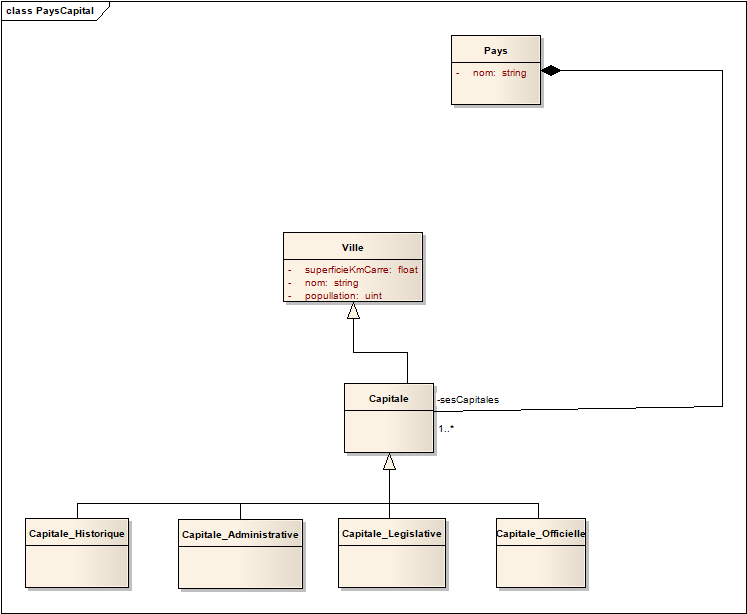 class PaysCapital
Pays
- nom: string
Ville
- superficieKmCarre: float
- nom: string
- popullation: uint
Capitale
-sesCapitales
1..*
Capitale_Historique
Capitale_Administrative
Capitale_Legislative
Capitale_Officielle